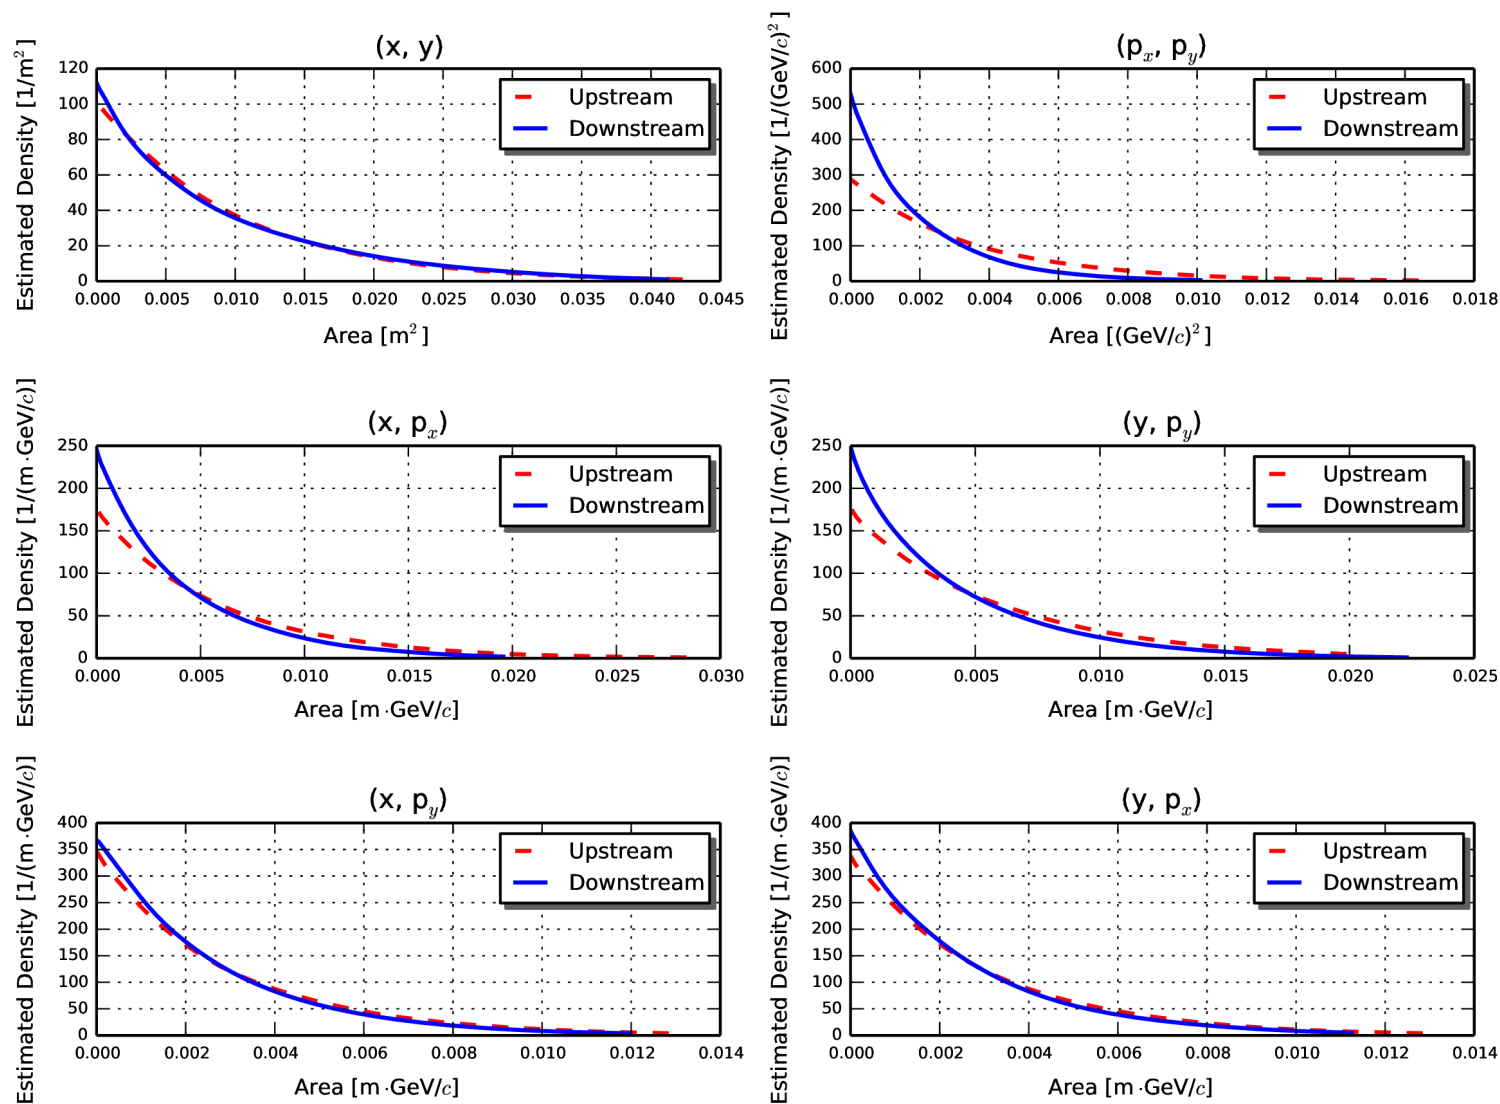 (x, y)
Estimated Density [1/m²]
120
100
80
60
40
20
0
Upstream
Downstream
0.000 0.005 0.010 0.015 0.020 0.025 0.030 0.035 0.040 0.045
Area [m²]
(pₓ, p_y)
Estimated Density [1/(GeV/c)²]
600
500
400
300
200
100
0
Upstream
Downstream
0.000 0.002 0.004 0.006 0.008 0.010 0.012 0.014 0.016 0.018
Area [(GeV/c)²]
(x, pₓ)
Estimated Density [1/(m·GeV/c)]
250
200
150
100
50
0
Upstream
Downstream
0.000 0.005 0.010 0.015 0.020 0.025 0.030
Area [m·GeV/c]
(y, p_y)
Estimated Density [1/(m·GeV/c)]
250
200
150
100
50
0
Upstream
Downstream
0.000 0.005 0.010 0.015 0.020 0.025
Area [m·GeV/c]
(x, p_y)
Estimated Density [1/(m·GeV/c)]
400
350
300
250
200
150
100
50
0
Upstream
Downstream
0.000 0.002 0.004 0.006 0.008 0.010 0.012 0.014
Area [m·GeV/c]
(y, pₓ)
Estimated Density [1/(m·GeV/c)]
400
350
300
250
200
150
100
50
0
Upstream
Downstream
0.000 0.002 0.004 0.006 0.008 0.010 0.012 0.014
Area [m·GeV/c]